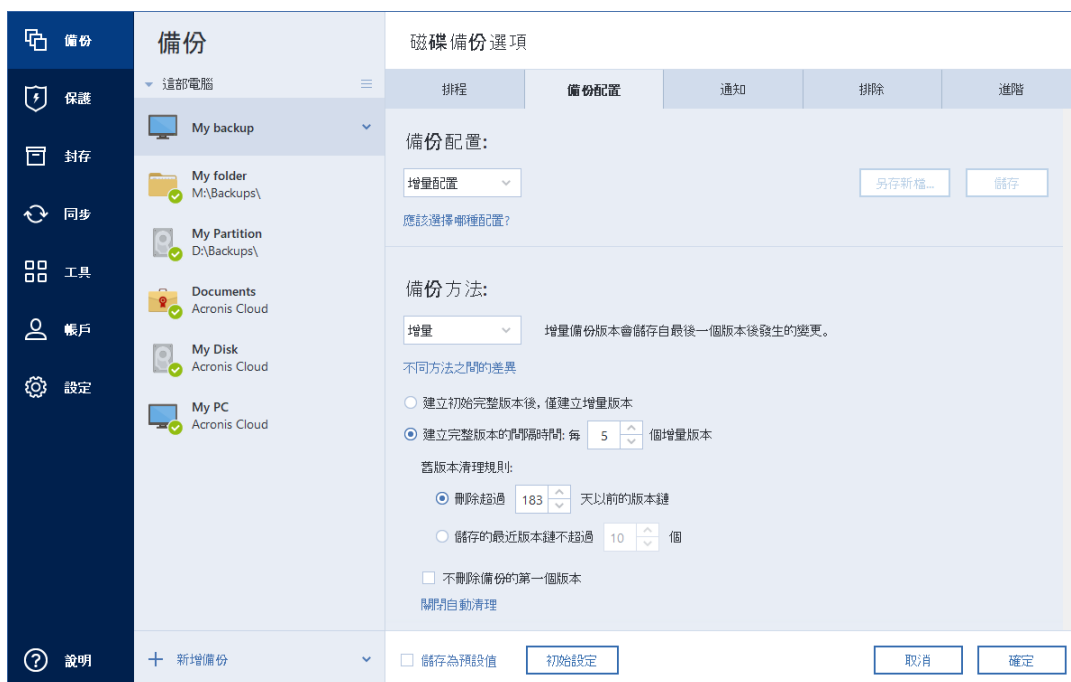 備份
保護
封存
同步
工具
帳戶
設定
說明
備份
這部電腦
My backup
My folder
M:\Backups\
My Partition
D:\Backups\
Documents
Acronis Cloud
My Disk
Acronis Cloud
My PC
Acronis Cloud
新增備份
磁碟備份選項
排程 備份配置 通知 排除 進階
備份配置:
增量配置 另存新檔... 儲存
應該選擇哪種配置?
備份方法:
增量 增量備份版本會儲存自最後一個版本後發生的變更。
不同方法之間的差異
建立初始完整版本後, 僅建立增量版本
建立完整版本的間隔時間: 每 5 個增量版本
舊版本清理規則:
刪除超過 183 天以前的版本鏈
儲存的最近版本鏈不超過 10 個
不刪除備份的第一個版本
關閉自動清理
儲存為預設值 初始設定 取消 確定